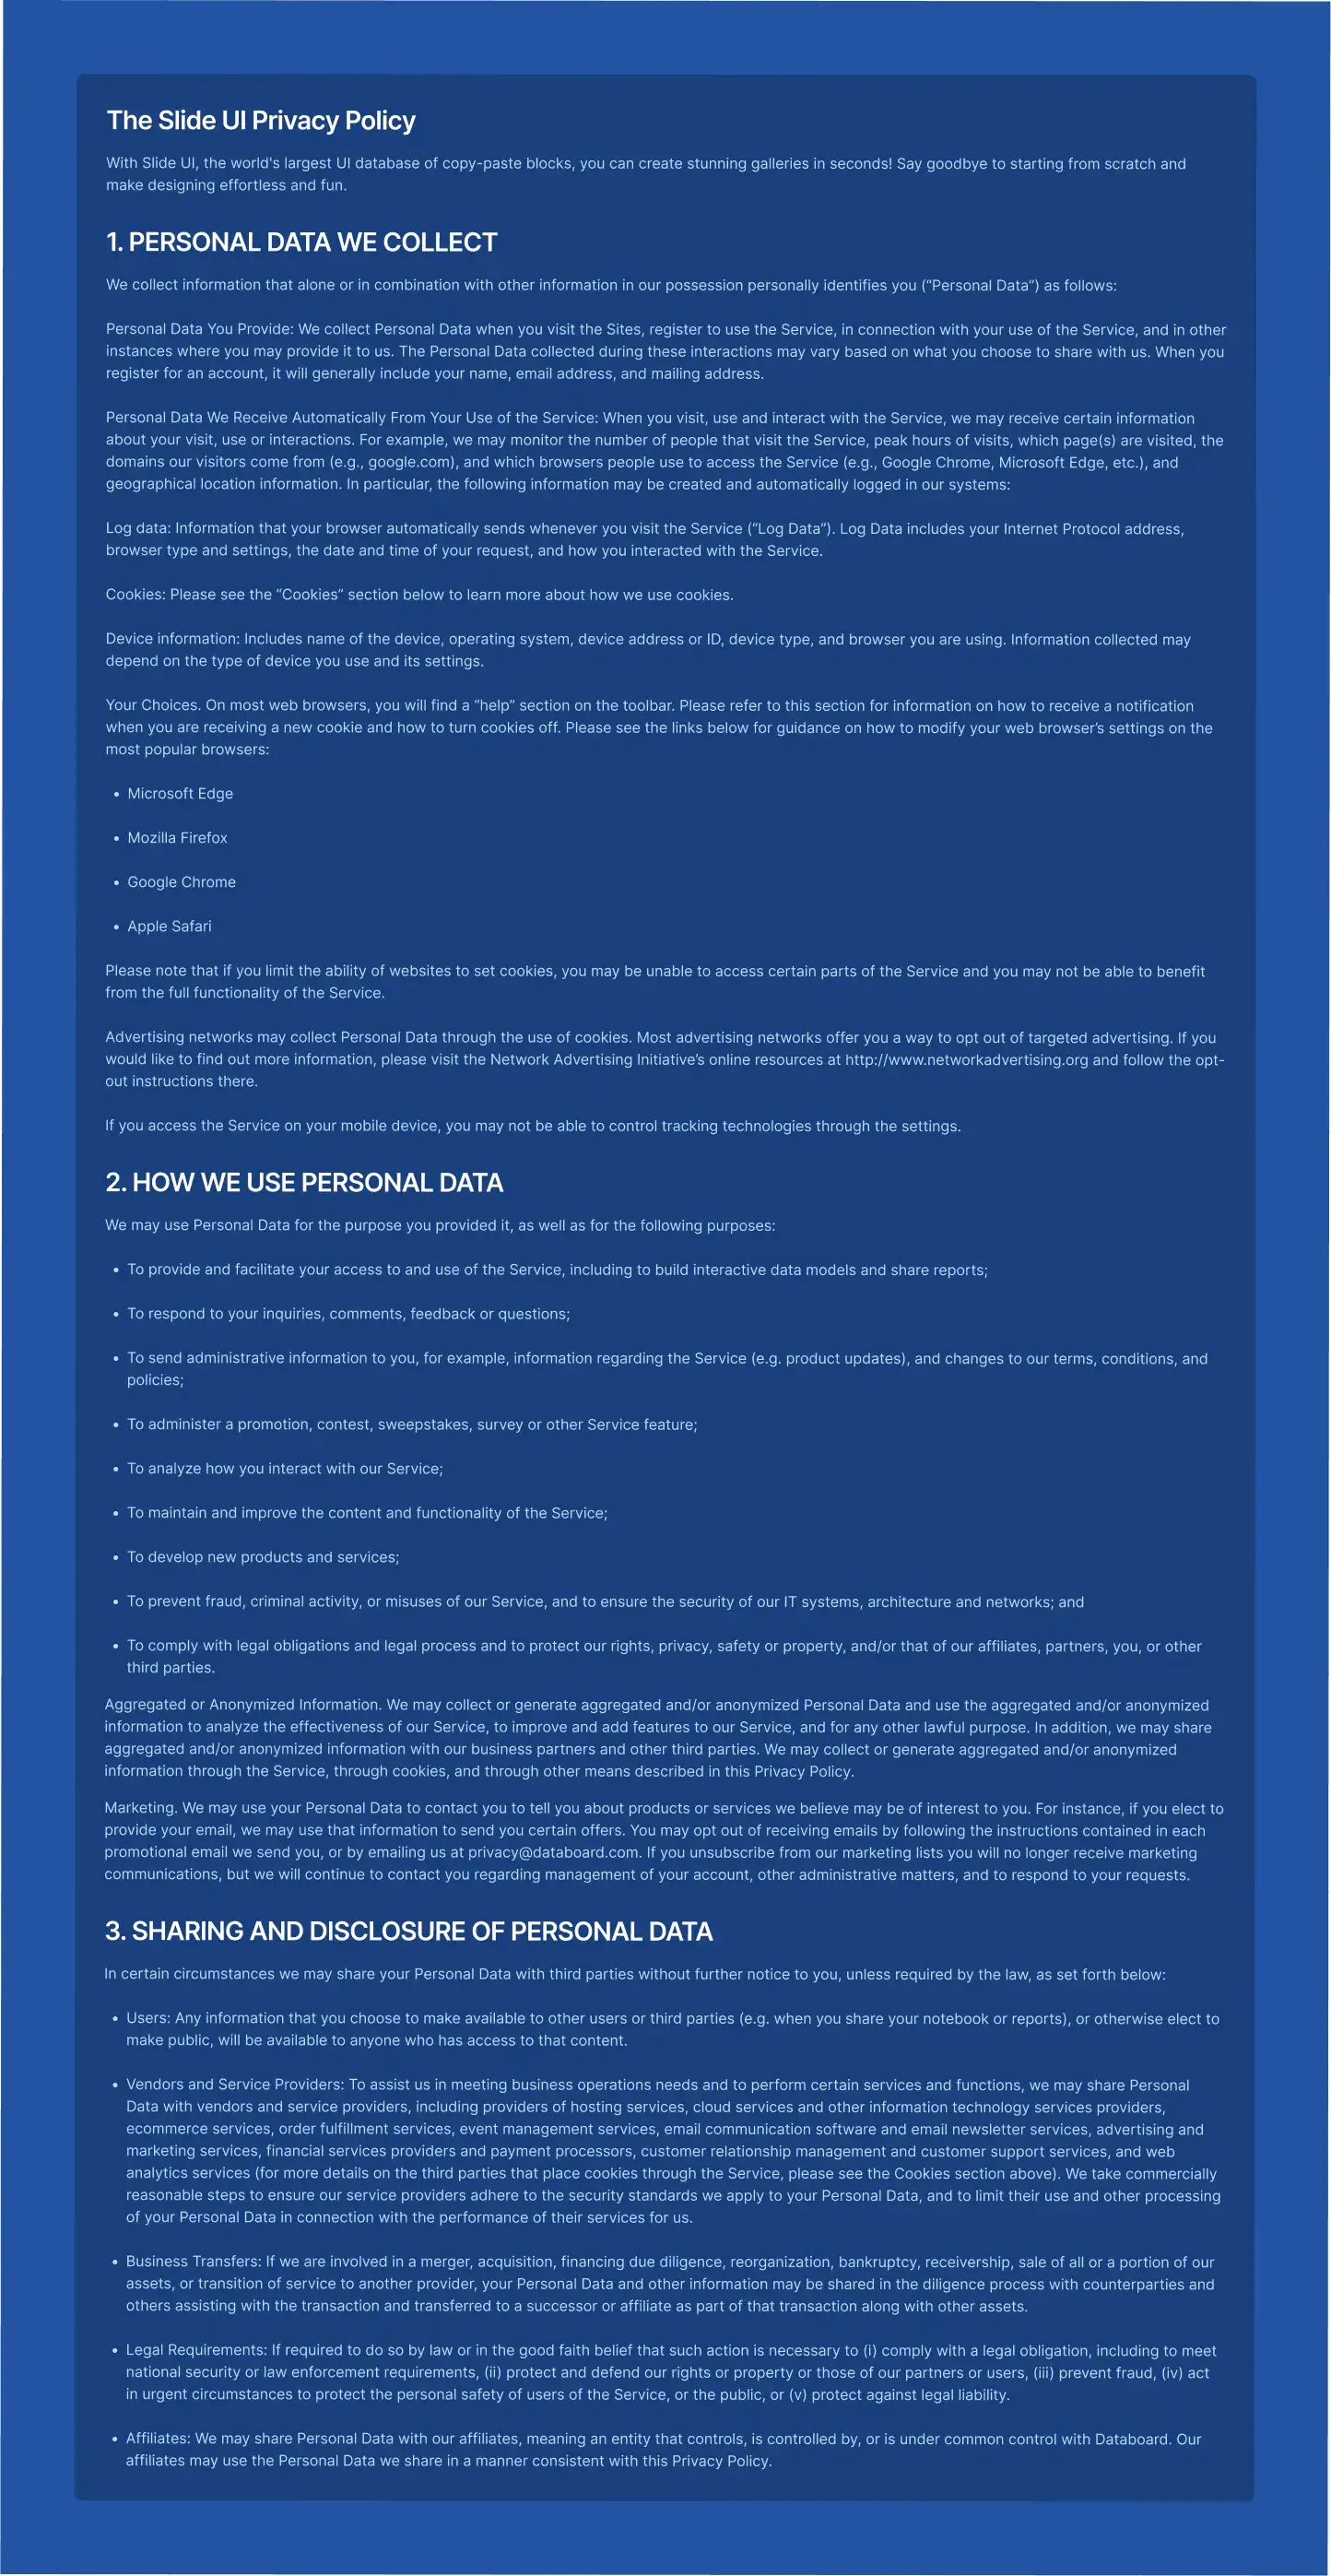 The Slide UI Privacy Policy
With Slide UI, the world's largest UI database of copy-paste blocks, you can create stunning galleries in seconds! Say goodbye to starting from scratch and
make designing effortless and fun.
1. PERSONAL DATA WE COLLECT
We collect information that alone or in combination with other information in our possession personally identifies you (“Personal Data”) as follows:
Personal Data You Provide: We collect Personal Data when you visit the Sites, register to use the Service, in connection with your use of the Service, and in other
instances where you may provide it to us. The Personal Data collected during these interactions may vary based on what you choose to share with us. When you
register for an account, it will generally include your name, email address, and mailing address.
Personal Data We Receive Automatically From Your Use of the Service: When you visit, use and interact with the Service, we may receive certain information
about your visit, use or interactions. For example, we may monitor the number of people that visit the Service, peak hours of visits, which page(s) are visited, the
domains our visitors come from (e.g., google.com), and which browsers people use to access the Service (e.g., Google Chrome, Microsoft Edge, etc.), and
geographical location information. In particular, the following information may be created and automatically logged in our systems:
Log data: Information that your browser automatically sends whenever you visit the Service (“Log Data”). Log Data includes your Internet Protocol address,
browser type and settings, the date and time of your request, and how you interacted with the Service.
Cookies: Please see the “Cookies” section below to learn more about how we use cookies.
Device information: Includes name of the device, operating system, device address or ID, device type, and browser you are using. Information collected may
depend on the type of device you use and its settings.
Your Choices. On most web browsers, you will find a “help” section on the toolbar. Please refer to this section for information on how to receive a notification
when you are receiving a new cookie and how to turn cookies off. Please see the links below for guidance on how to modify your web browser’s settings on the
most popular browsers:
• Microsoft Edge
• Mozilla Firefox
• Google Chrome
• Apple Safari
Please note that if you limit the ability of websites to set cookies, you may be unable to access certain parts of the Service and you may not be able to benefit
from the full functionality of the Service.
Advertising networks may collect Personal Data through the use of cookies. Most advertising networks offer you a way to opt out of targeted advertising. If you
would like to find out more information, please visit the Network Advertising Initiative’s online resources at http://www.networkadvertising.org and follow the opt-
out instructions there.
If you access the Service on your mobile device, you may not be able to control tracking technologies through the settings.
2. HOW WE USE PERSONAL DATA
We may use Personal Data for the purpose you provided it, as well as for the following purposes:
• To provide and facilitate your access to and use of the Service, including to build interactive data models and share reports;
• To respond to your inquiries, comments, feedback or questions;
• To send administrative information to you, for example, information regarding the Service (e.g. product updates), and changes to our terms, conditions, and
policies;
• To administer a promotion, contest, sweepstakes, survey or other Service feature;
• To analyze how you interact with our Service;
• To maintain and improve the content and functionality of the Service;
• To develop new products and services;
• To prevent fraud, criminal activity, or misuses of our Service, and to ensure the security of our IT systems, architecture and networks; and
• To comply with legal obligations and legal process and to protect our rights, privacy, safety or property, and/or that of our affiliates, partners, you, or other
third parties.
Aggregated or Anonymized Information. We may collect or generate aggregated and/or anonymized Personal Data and use the aggregated and/or anonymized
information to analyze the effectiveness of our Service, to improve and add features to our Service, and for any other lawful purpose. In addition, we may share
aggregated and/or anonymized information with our business partners and other third parties. We may collect or generate aggregated and/or anonymized
information through the Service, through cookies, and through other means described in this Privacy Policy.
Marketing. We may use your Personal Data to contact you to tell you about products or services we believe may be of interest to you. For instance, if you elect to
provide your email, we may use that information to send you certain offers. You may opt out of receiving emails by following the instructions contained in each
promotional email we send you, or by emailing us at privacy@databoard.com. If you unsubscribe from our marketing lists you will no longer receive marketing
communications, but we will continue to contact you regarding management of your account, other administrative matters, and to respond to your requests.
3. SHARING AND DISCLOSURE OF PERSONAL DATA
In certain circumstances we may share your Personal Data with third parties without further notice to you, unless required by the law, as set forth below:
• Users: Any information that you choose to make available to other users or third parties (e.g. when you share your notebook or reports), or otherwise elect to
make public, will be available to anyone who has access to that content.
• Vendors and Service Providers: To assist us in meeting business operations needs and to perform certain services and functions, we may share Personal
Data with vendors and service providers, including providers of hosting services, cloud services and other information technology services providers,
ecommerce services, order fulfillment services, event management services, email communication software and email newsletter services, advertising and
marketing services, financial services providers and payment processors, customer relationship management and customer support services, and web
analytics services (for more details on the third parties that place cookies through the Service, please see the Cookies section above). We take commercially
reasonable steps to ensure our service providers adhere to the security standards we apply to your Personal Data, and to limit their use and other processing
of your Personal Data in connection with the performance of their services for us.
• Business Transfers: If we are involved in a merger, acquisition, financing due diligence, reorganization, bankruptcy, receivership, sale of all or a portion of our
assets, or transition of service to another provider, your Personal Data and other information may be shared in the diligence process with counterparties and
others assisting with the transaction and transferred to a successor or affiliate as part of that transaction along with other assets.
• Legal Requirements: If required to do so by law or in the good faith belief that such action is necessary to (i) comply with a legal obligation, including to meet
national security or law enforcement requirements, (ii) protect and defend our rights or property or those of our partners or users, (iii) prevent fraud, (iv) act
in urgent circumstances to protect the personal safety of users of the Service, or the public, or (v) protect against legal liability.
• Affiliates: We may share Personal Data with our affiliates, meaning an entity that controls, is controlled by, or is under common control with Databoard. Our
affiliates may use the Personal Data we share in a manner consistent with this Privacy Policy.